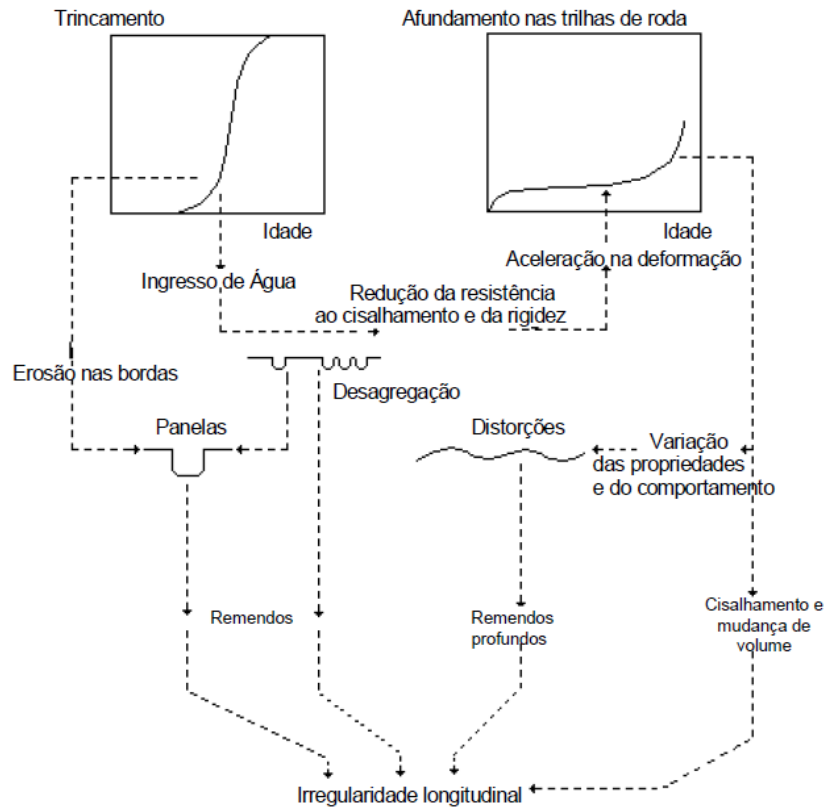 Trincamento
Afundamento nas trilhas de roda
Idade
Idade
Ingresso de Água
Aceleração na deformação
Redução da resistência
ao cisalhamento e da rigidez
Erosão nas bordas
Desagregação
Panelas
Distorções
Variação
das propriedades
e do comportamento
Remendos
Remendos
profundos
Cisalhamento e
mudança de
volume
Irregularidade longitudinal